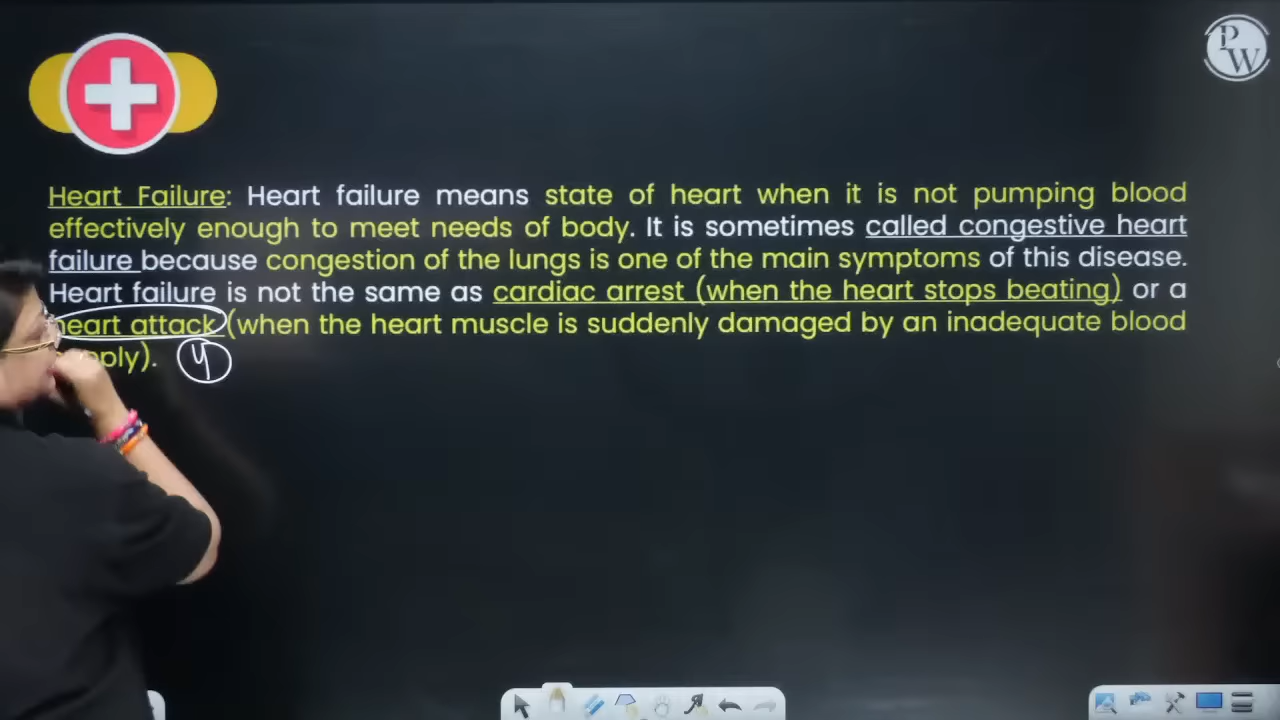 PW
Heart Failure: Heart failure means state of heart when it is not pumping blood
effectively enough to meet needs of body. It is sometimes called congestive heart
failure because congestion of the lungs is one of the main symptoms of this disease.
Heart failure is not the same as cardiac arrest (when the heart stops beating) or a
heart attack (when the heart muscle is suddenly damaged by an inadequate blood